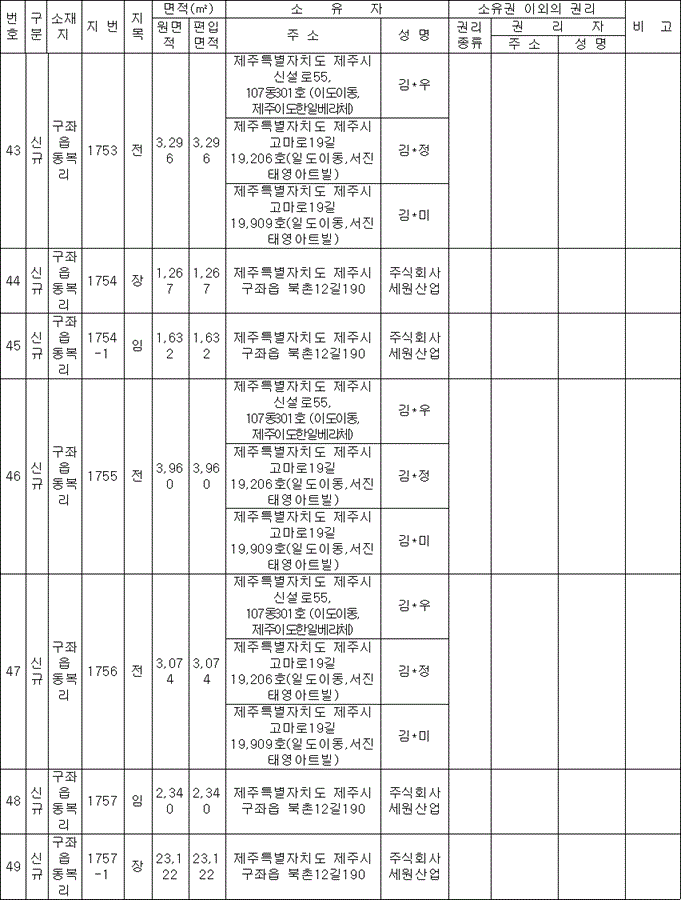 번호 구분 소재지 지 번 지목 면적(㎡) 소 유 자 소유권 이외의 권리 비 고
원면적 편입면적 주 소 성 명 권리종류 권 리 자
주 소 성 명
43 신규 구좌읍 동복리 1753 전 3,296 3,296 제주특별자치도 제주시 신설로55, 107동301호 (이도이동, 제주이도한일베라체) 김*우
제주특별자치도 제주시 고마로19길 19,206호(일도이동,서진태영아트빌) 김*정
제주특별자치도 제주시 고마로19길 19,909호(일도이동,서진태영아트빌) 김*미
44 신규 구좌읍 동복리 1754 장 1,267 1,267 제주특별자치도 제주시 구좌읍 북촌12길190 주식회사 세원산업
45 신규 구좌읍 동복리 1754-1 임 1,632 1,632 제주특별자치도 제주시 구좌읍 북촌12길190 주식회사 세원산업
46 신규 구좌읍 동복리 1755 전 3,960 3,960 제주특별자치도 제주시 신설로55, 107동301호 (이도이동, 제주이도한일베라체) 김*우
제주특별자치도 제주시 고마로19길 19,206호(일도이동,서진태영아트빌) 김*정
제주특별자치도 제주시 고마로19길 19,909호(일도이동,서진태영아트빌) 김*미
47 신규 구좌읍 동복리 1756 전 3,074 3,074 제주특별자치도 제주시 신설로55, 107동301호 (이도이동, 제주이도한일베라체) 김*우
제주특별자치도 제주시 고마로19길 19,206호(일도이동,서진태영아트빌) 김*정
제주특별자치도 제주시 고마로19길 19,909호(일도이동,서진태영아트빌) 김*미
48 신규 구좌읍 동복리 1757 임 2,340 2,340 제주특별자치도 제주시 구좌읍 북촌12길190 주식회사 세원산업
49 신규 구좌읍 동복리 1757-1 장 23,122 23,122 제주특별자치도 제주시 구좌읍 북촌12길190 주식회사 세원산업